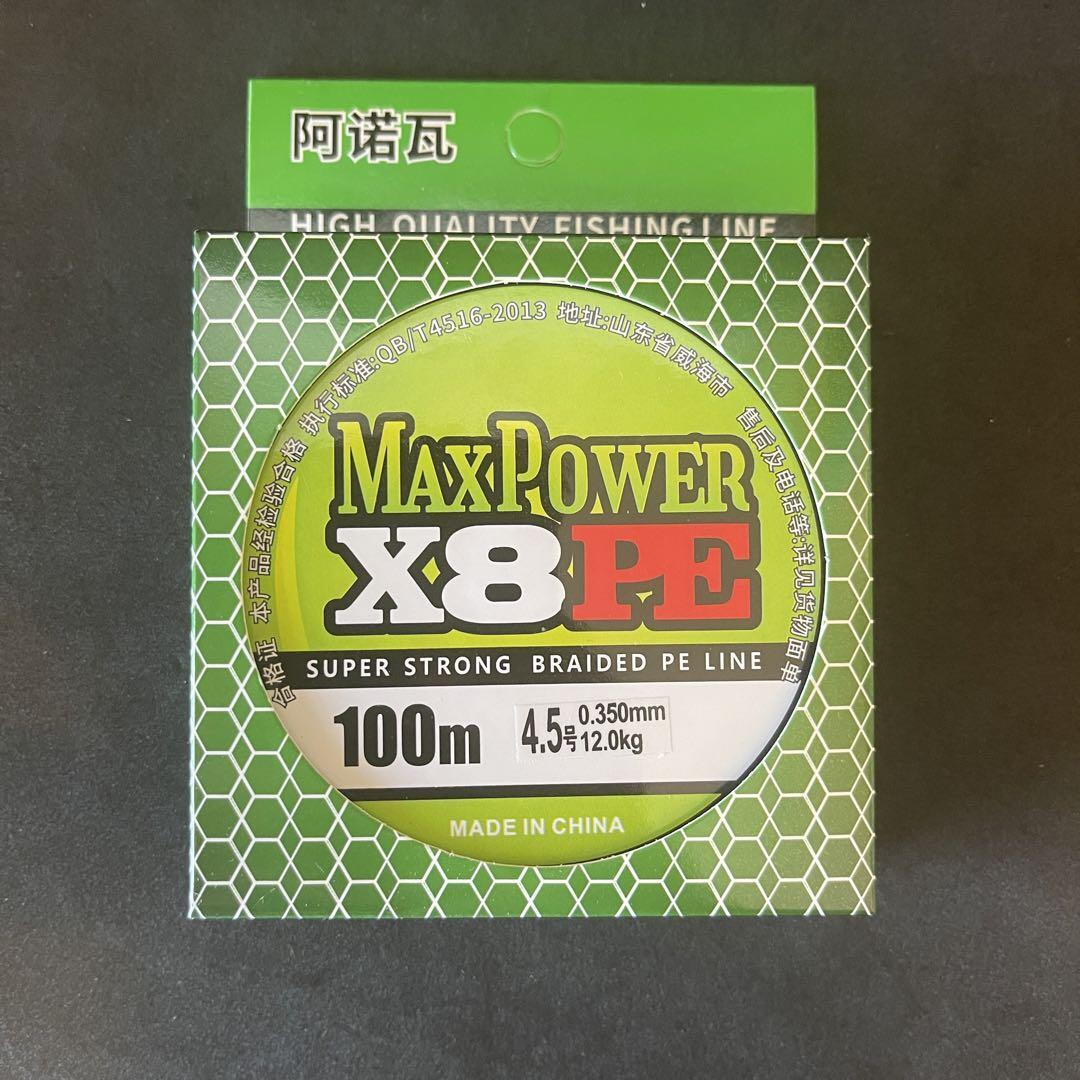 阿诺瓦
HIGH QUALITY FISHING LINE
合格证 本产品经检验合格 执行标准:QB/T4516-2013 地址:山东省威海市 售后及电话等:详见货物面单
MAXPOWER
X8PE
SUPER STRONG BRAIDED PE LINE
100m
4.5号
0.350mm
12.0kg
MADE IN CHINA